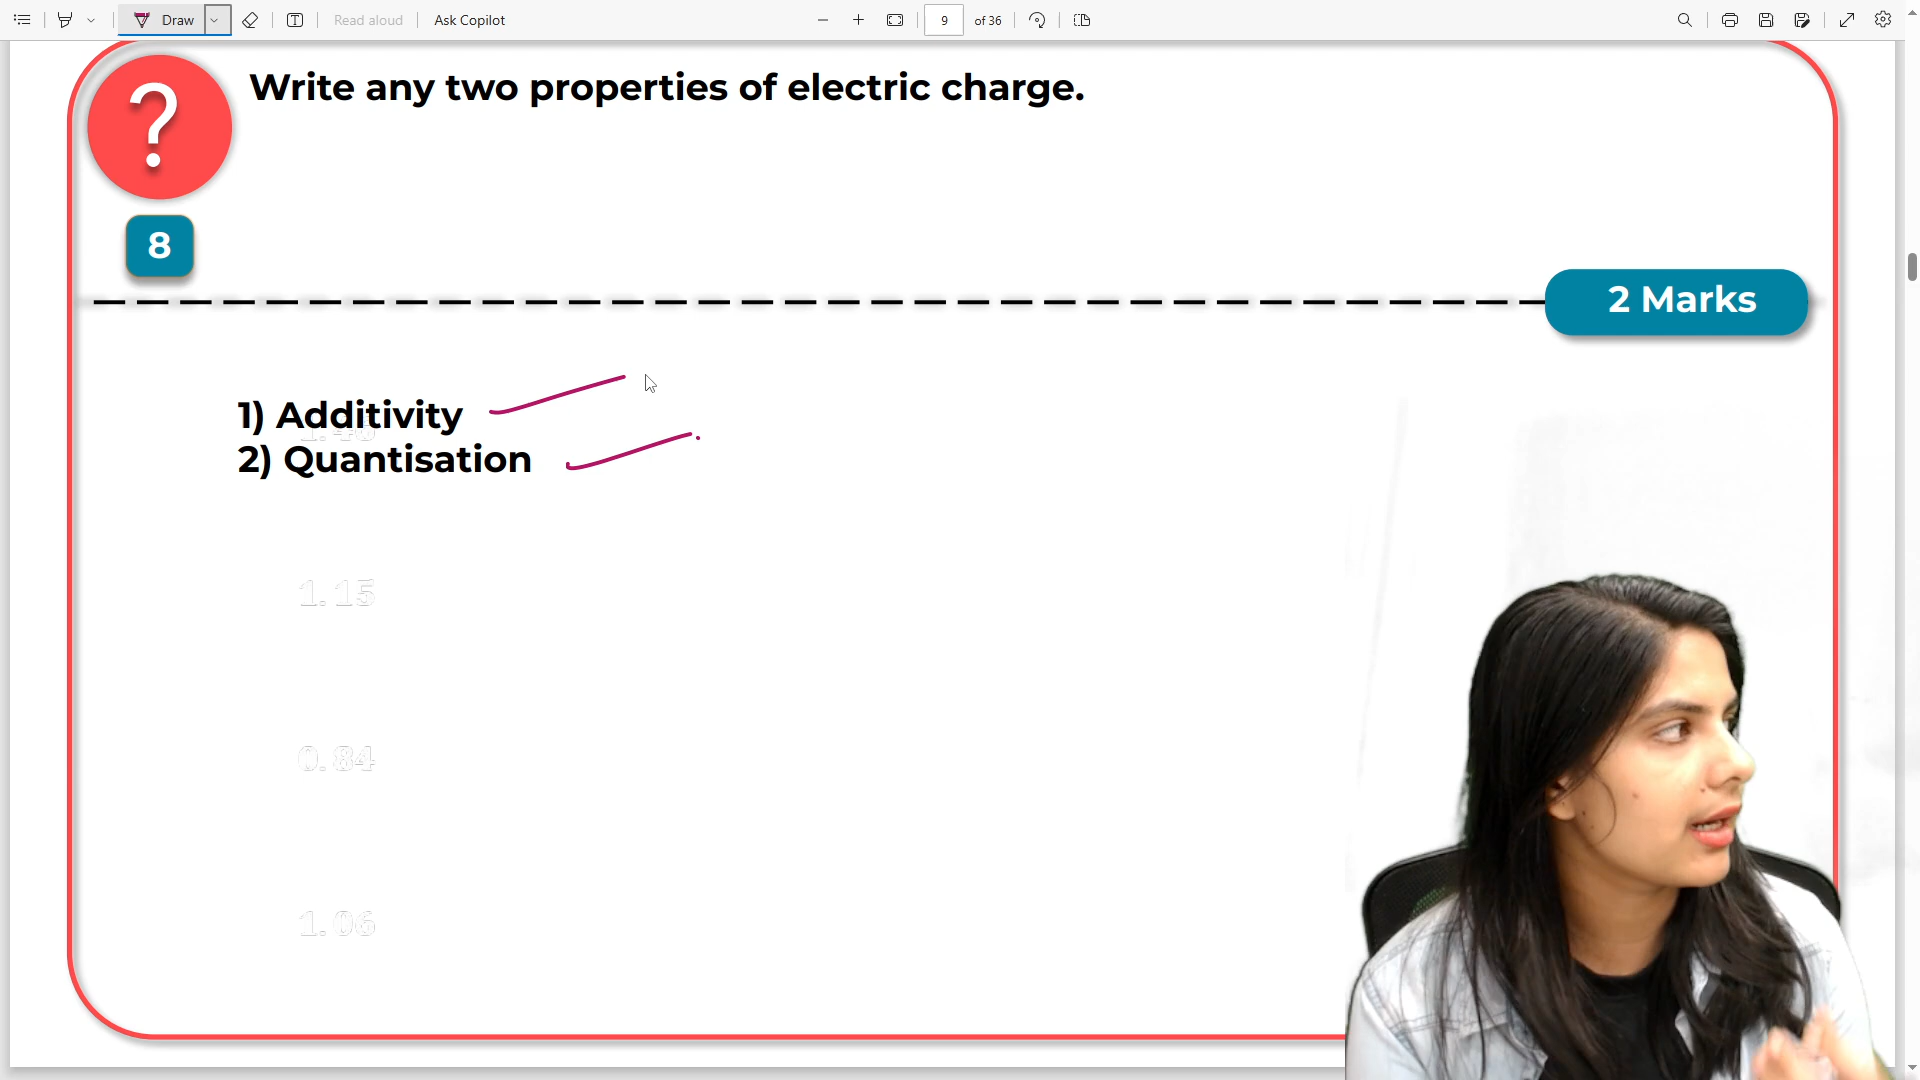 Draw
Read aloud
Ask Copilot
9
of 36
?
Write any two properties of electric charge.
8
2 Marks
1) Additivity
2) Quantisation
1.15
0.84
1.06